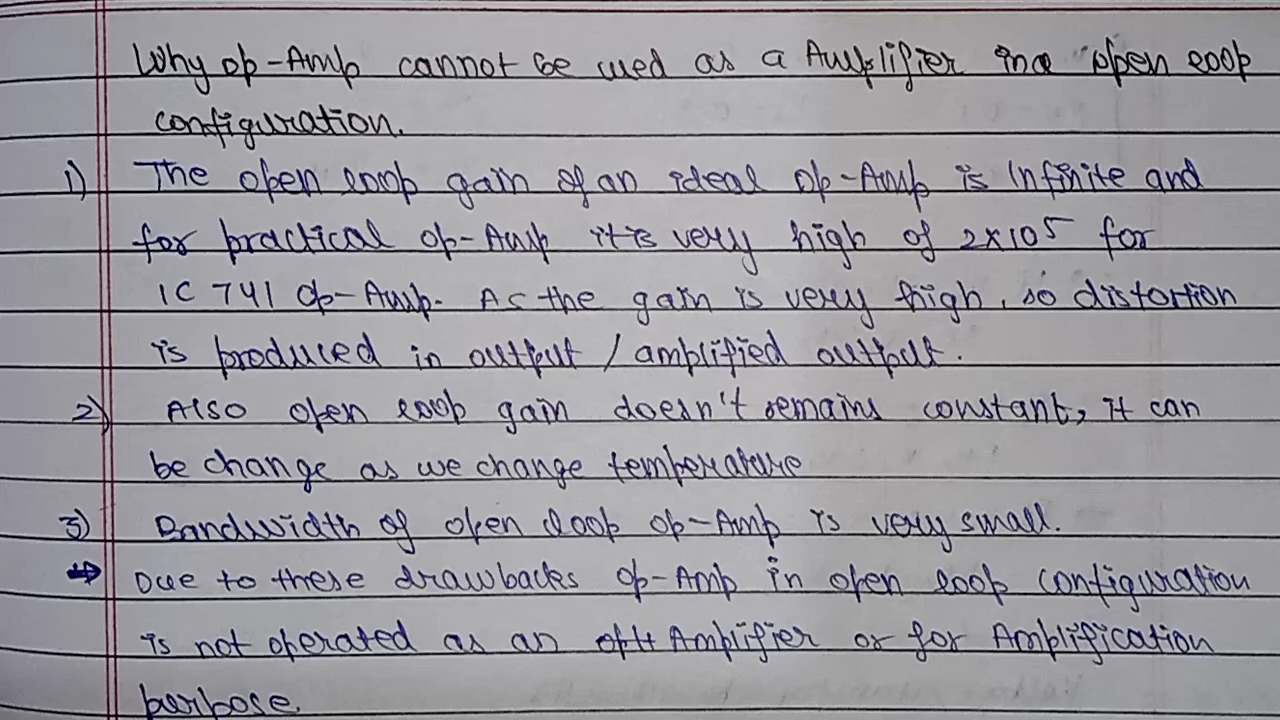 Why op-Amp cannot be used as a Amplifier in a open loop
configuration.
1) The open loop gain of an ideal op-Amp is Infinite and
for practical op-Amp it is very high of 2×10⁵ for
IC 741 op-Amp. As the gain is very high, so distortion
is produced in output / amplified output.
2) Also open loop gain doesn't remains constant, it can
be change as we change temperature
3) Bandwidth of open loop op-Amp is very small.
⇒ Due to these drawbacks op-Amp in open loop configuration
is not operated as an Amplifier or for Amplification
purpose.